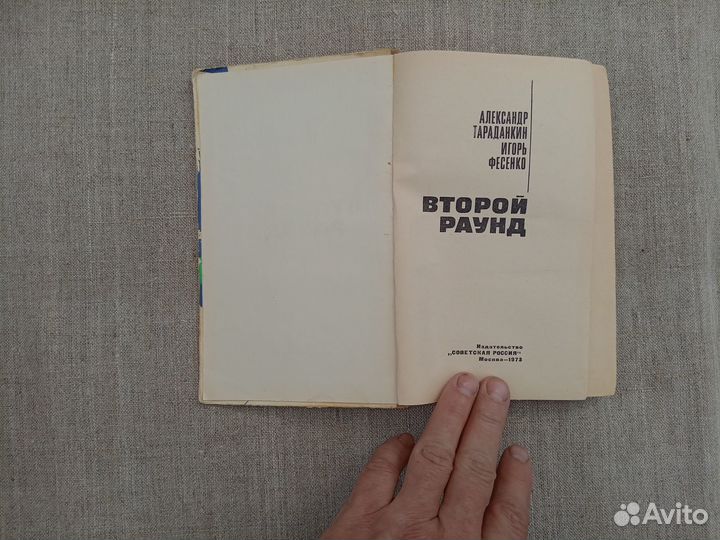 АЛЕКСАНДР
ТАРАДАНКИН
ИГОРЬ
ФЕСЕНКО
ВТОРОЙ
РАУНД
Издательство
„СОВЕТСКАЯ РОССИЯ“
Москва—1973
Avito